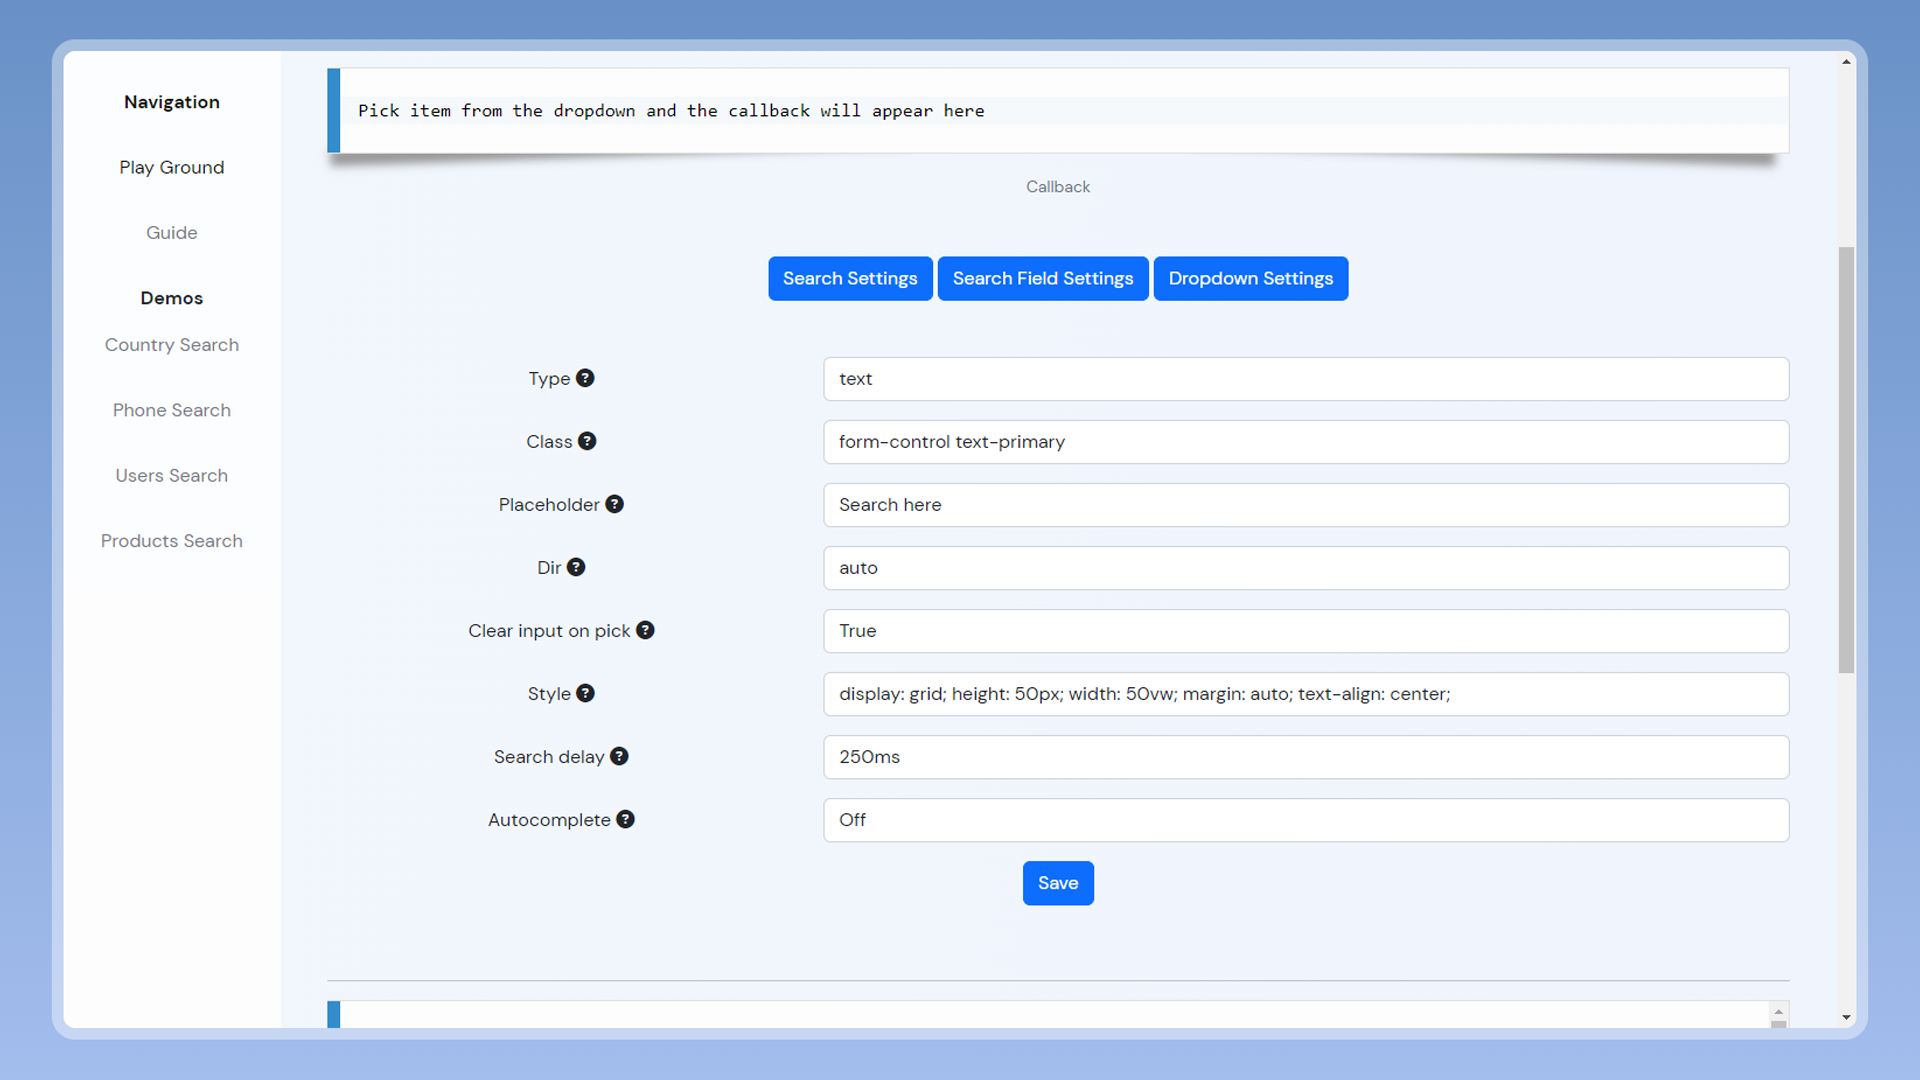 Navigation
Play Ground
Guide
Demos
Country Search
Phone Search
Users Search
Products Search
Pick item from the dropdown and the callback will appear here
Callback
Search Settings
Search Field Settings
Dropdown Settings
Type ?
text
Class ?
form-control text-primary
Placeholder ?
Search here
Dir ?
auto
Clear input on pick ?
True
Style ?
display: grid; height: 50px; width: 50vw; margin: auto; text-align: center;
Search delay ?
250ms
Autocomplete ?
Off
Save